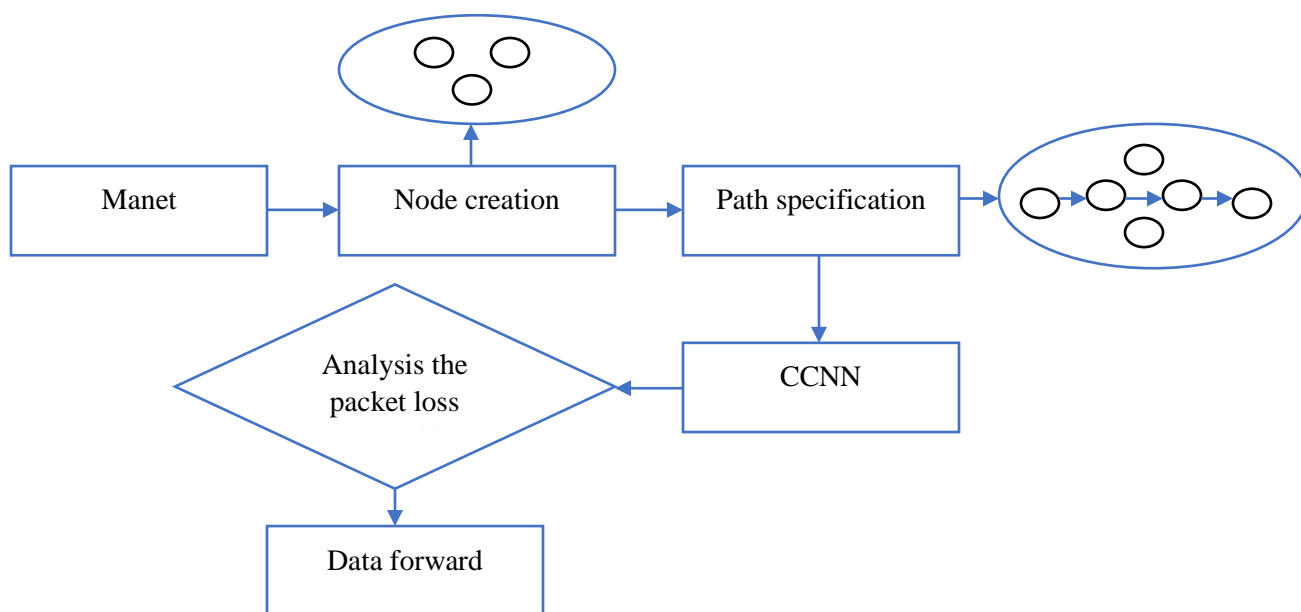 Manet
Node creation
Path specification
CCNN
Analysis the
packet loss
Data forward